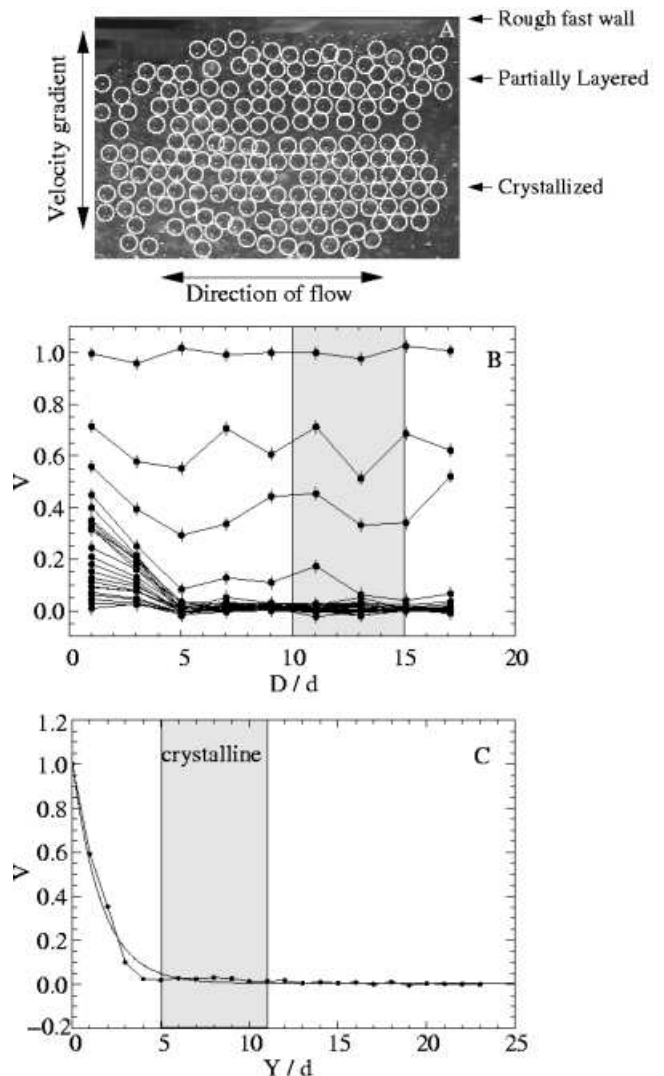 A
Rough fast wall
Partially Layered
Crystallized
Velocity gradient
Direction of flow
B
V
1.0
0.8
0.6
0.4
0.2
0.0
0 5 10 15 20
D / d
C
crystalline
V
1.2
1.0
0.8
0.6
0.4
0.2
0.0
−0.2
0 5 10 15 20 25
Y / d